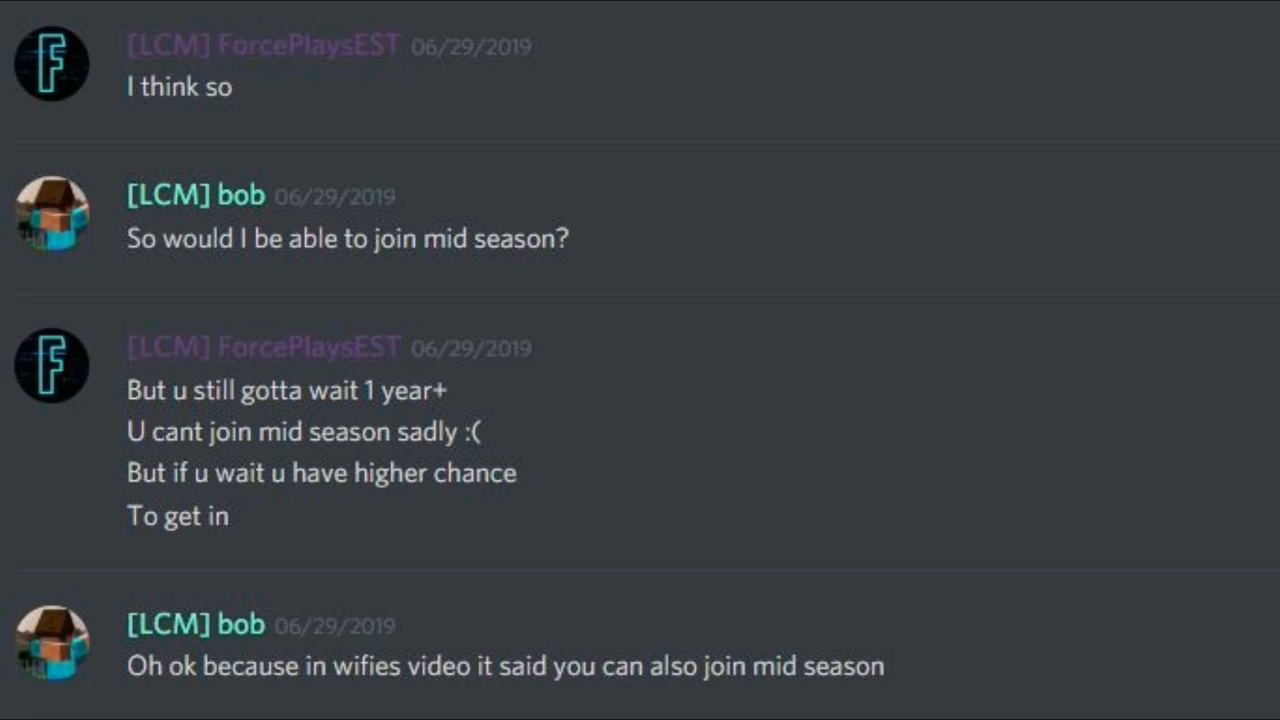 [LCM] ForcePlaysEST 06/29/2019
I think so
[LCM] bob 06/29/2019
So would I be able to join mid season?
[LCM] ForcePlaysEST 06/29/2019
But u still gotta wait 1 year+
U cant join mid season sadly :(
But if u wait u have higher chance
To get in
[LCM] bob 06/29/2019
Oh ok because in wifies video it said you can also join mid season